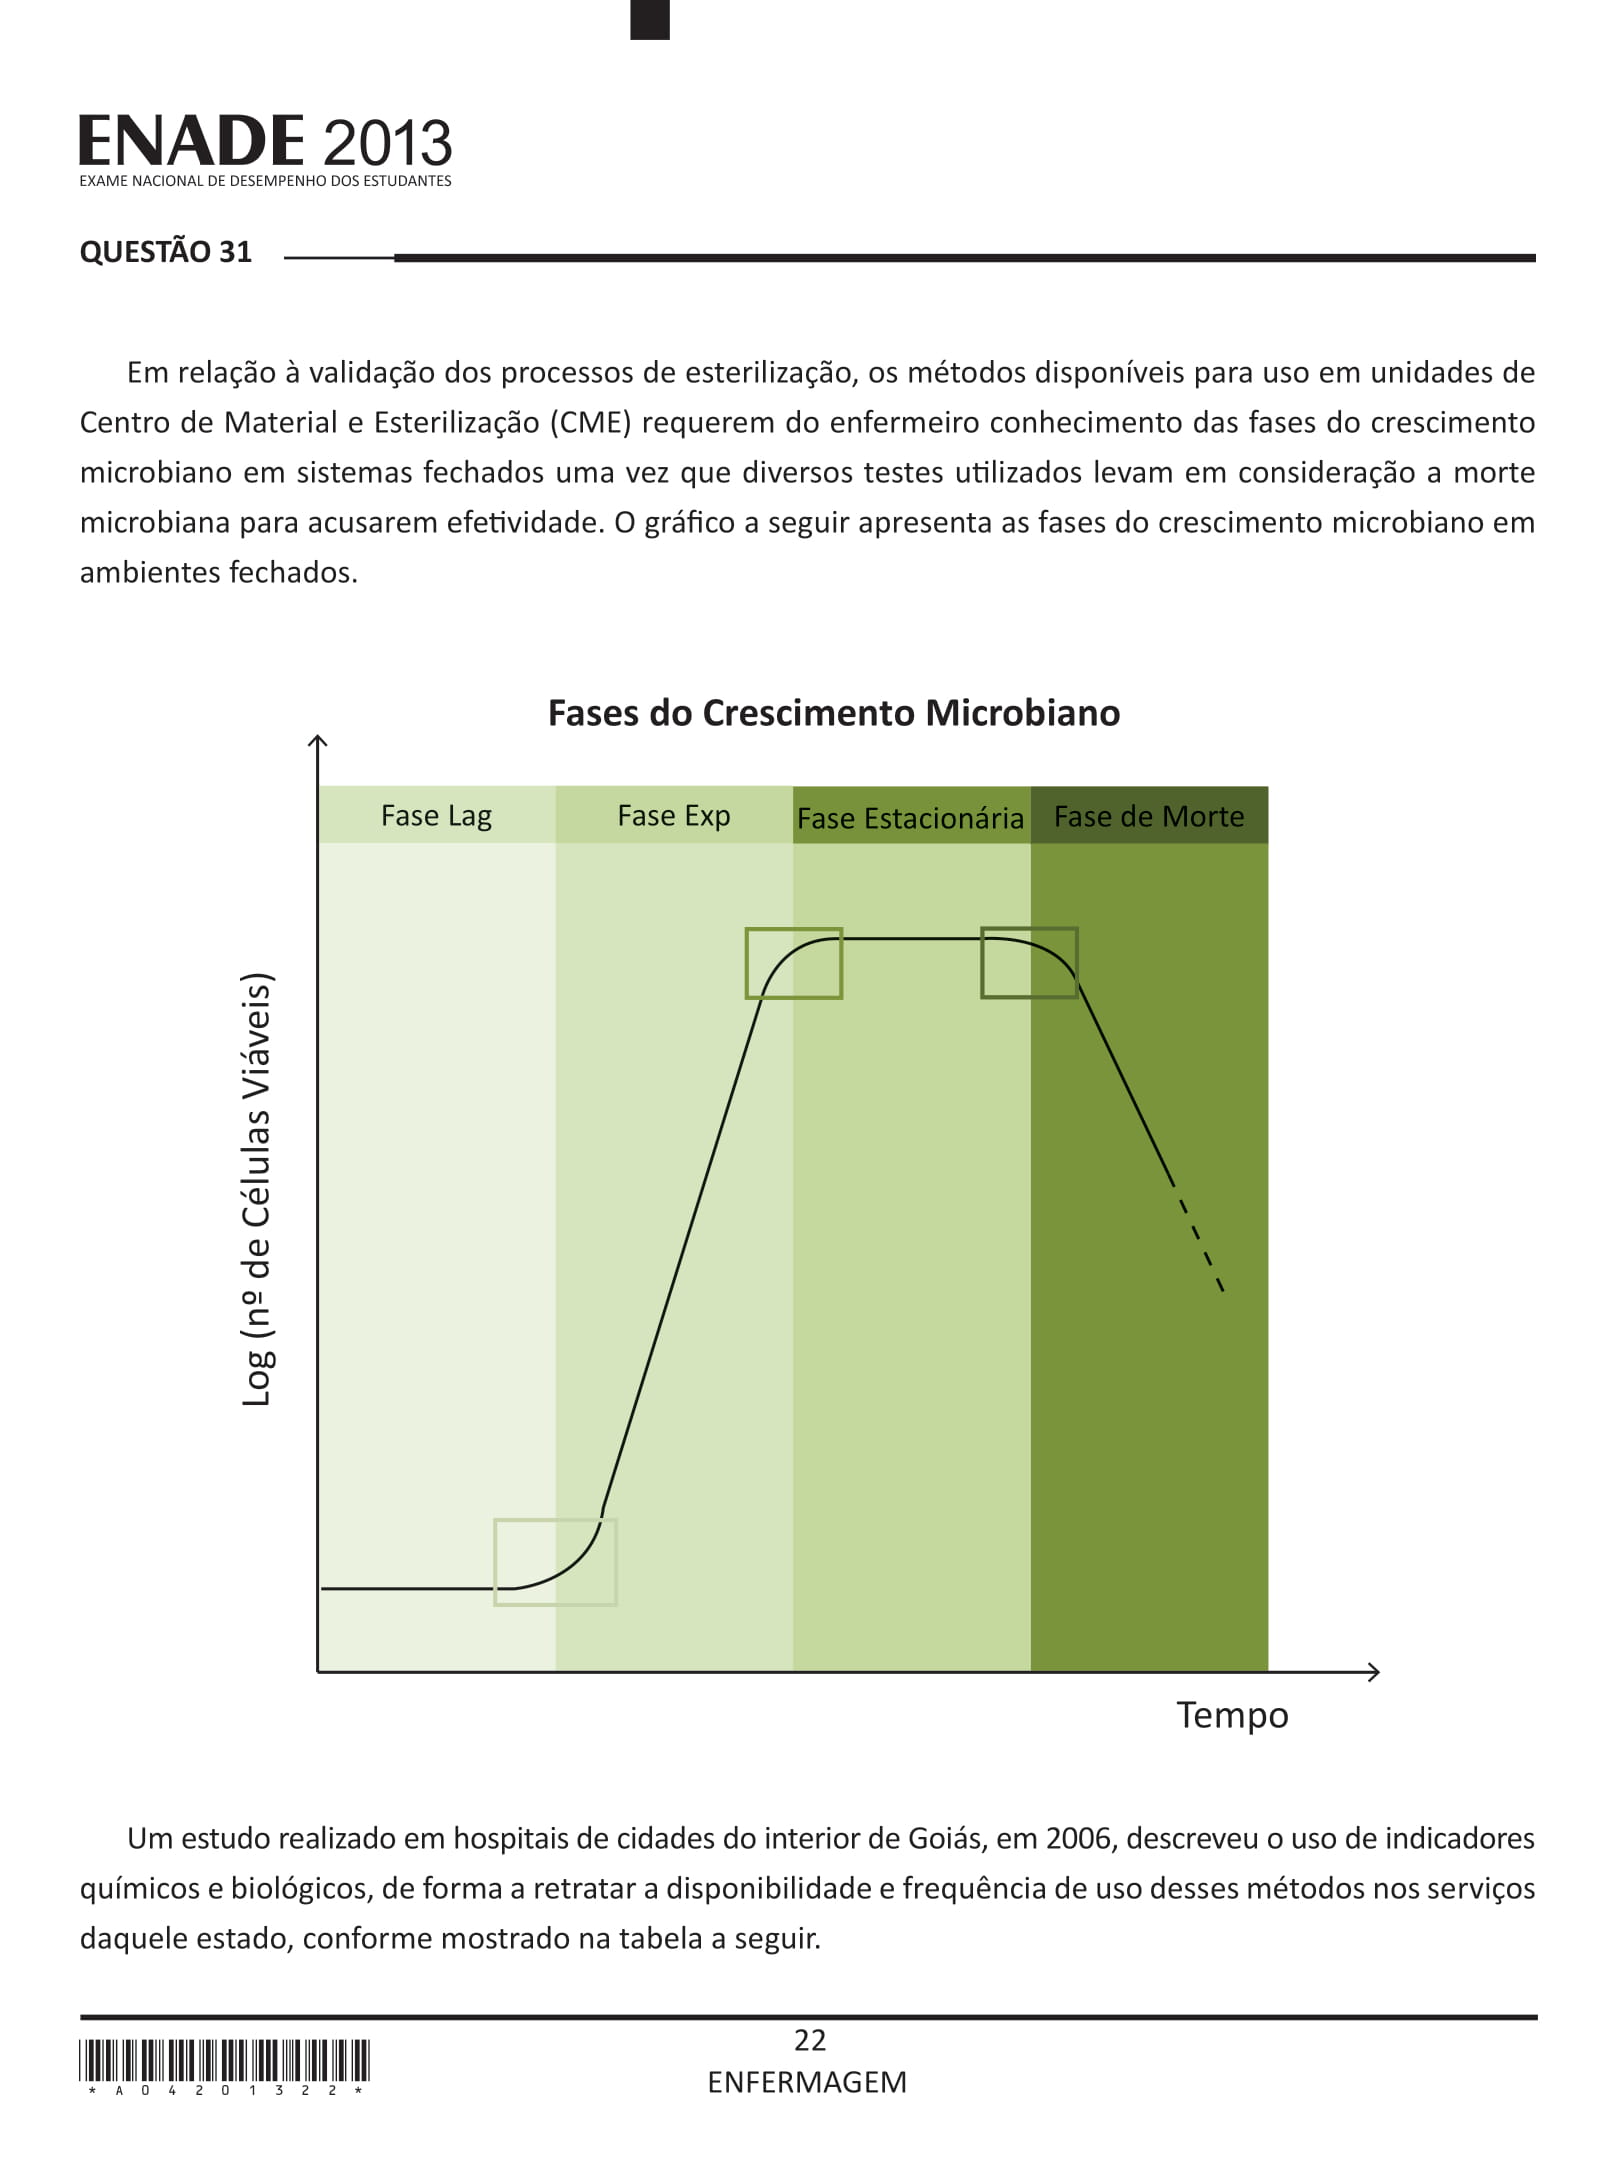 ENADE 2013
EXAME NACIONAL DE DESEMPENHO DOS ESTUDANTES
QUESTÃO 31
Em relação à validação dos processos de esterilização, os métodos disponíveis para uso em unidades de
Centro de Material e Esterilização (CME) requerem do enfermeiro conhecimento das fases do crescimento
microbiano em sistemas fechados uma vez que diversos testes utilizados levam em consideração a morte
microbiana para acusarem efetividade. O gráfico a seguir apresenta as fases do crescimento microbiano em
ambientes fechados.
Fases do Crescimento Microbiano
Fase Lag
Fase Exp
Fase Estacionária
Fase de Morte
Log (nº de Células Viáveis)
Tempo
Um estudo realizado em hospitais de cidades do interior de Goiás, em 2006, descreveu o uso de indicadores
químicos e biológicos, de forma a retratar a disponibilidade e frequência de uso desses métodos nos serviços
daquele estado, conforme mostrado na tabela a seguir.
22
ENFERMAGEM
* A 0 4 2 0 1 3 2 2 *